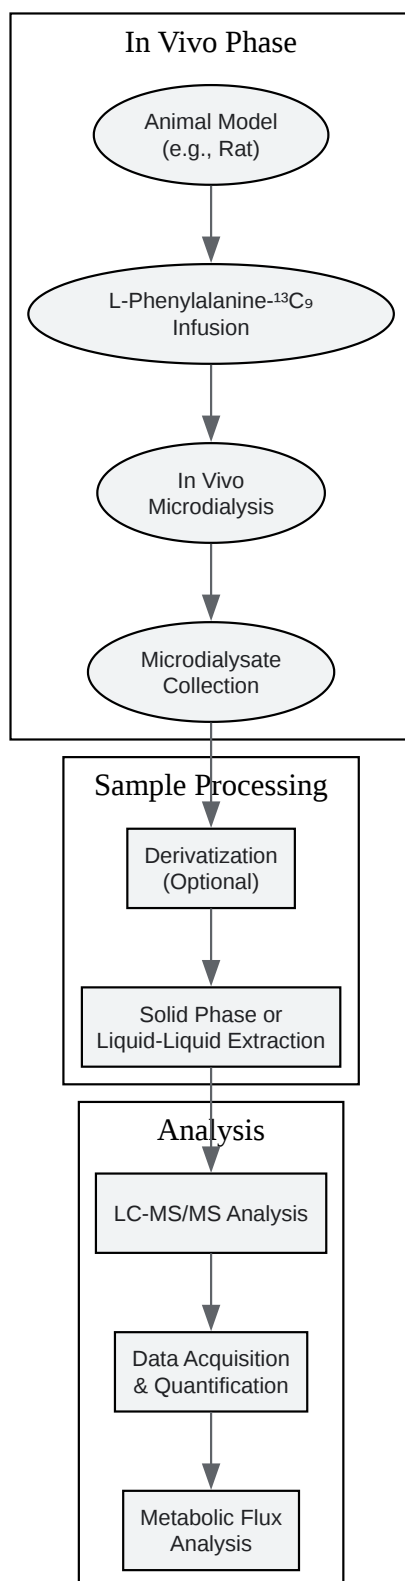 In Vivo Phase
Animal Model
(e.g., Rat)
L-Phenylalanine-¹³C₉
Infusion
In Vivo
Microdialysis
Microdialysate
Collection
Sample Processing
Derivatization
(Optional)
Solid Phase or
Liquid-Liquid Extraction
Analysis
LC-MS/MS Analysis
Data Acquisition
& Quantification
Metabolic Flux
Analysis